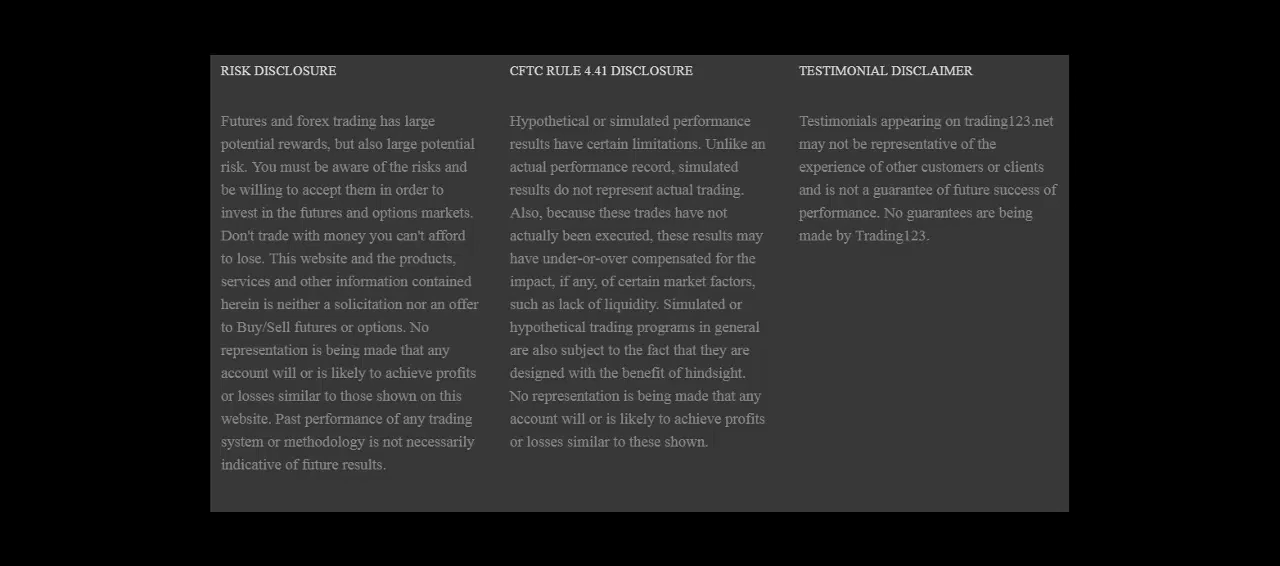 RISK DISCLOSURE
Futures and forex trading has large
potential rewards, but also large potential
risk. You must be aware of the risks and
be willing to accept them in order to
invest in the futures and options markets.
Don't trade with money you can't afford
to lose. This website and the products,
services and other information contained
herein is neither a solicitation nor an offer
to Buy/Sell futures or options. No
representation is being made that any
account will or is likely to achieve profits
or losses similar to those shown on this
website. Past performance of any trading
system or methodology is not necessarily
indicative of future results.
CFTC RULE 4.41 DISCLOSURE
Hypothetical or simulated performance
results have certain limitations. Unlike an
actual performance record, simulated
results do not represent actual trading.
Also, because these trades have not
actually been executed, these results may
have under-or-over compensated for the
impact, if any, of certain market factors,
such as lack of liquidity. Simulated or
hypothetical trading programs in general
are also subject to the fact that they are
designed with the benefit of hindsight.
No representation is being made that any
account will or is likely to achieve profits
or losses similar to these shown.
TESTIMONIAL DISCLAIMER
Testimonials appearing on trading123.net
may not be representative of the
experience of other customers or clients
and is not a guarantee of future success of
performance. No guarantees are being
made by Trading123.